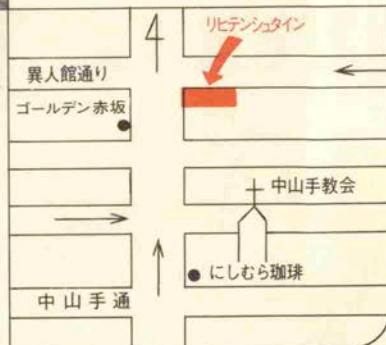 リヒテンシュタイン
異人館通り
ゴールデン赤坂
中山手教会
にしむら珈琲
中山手通